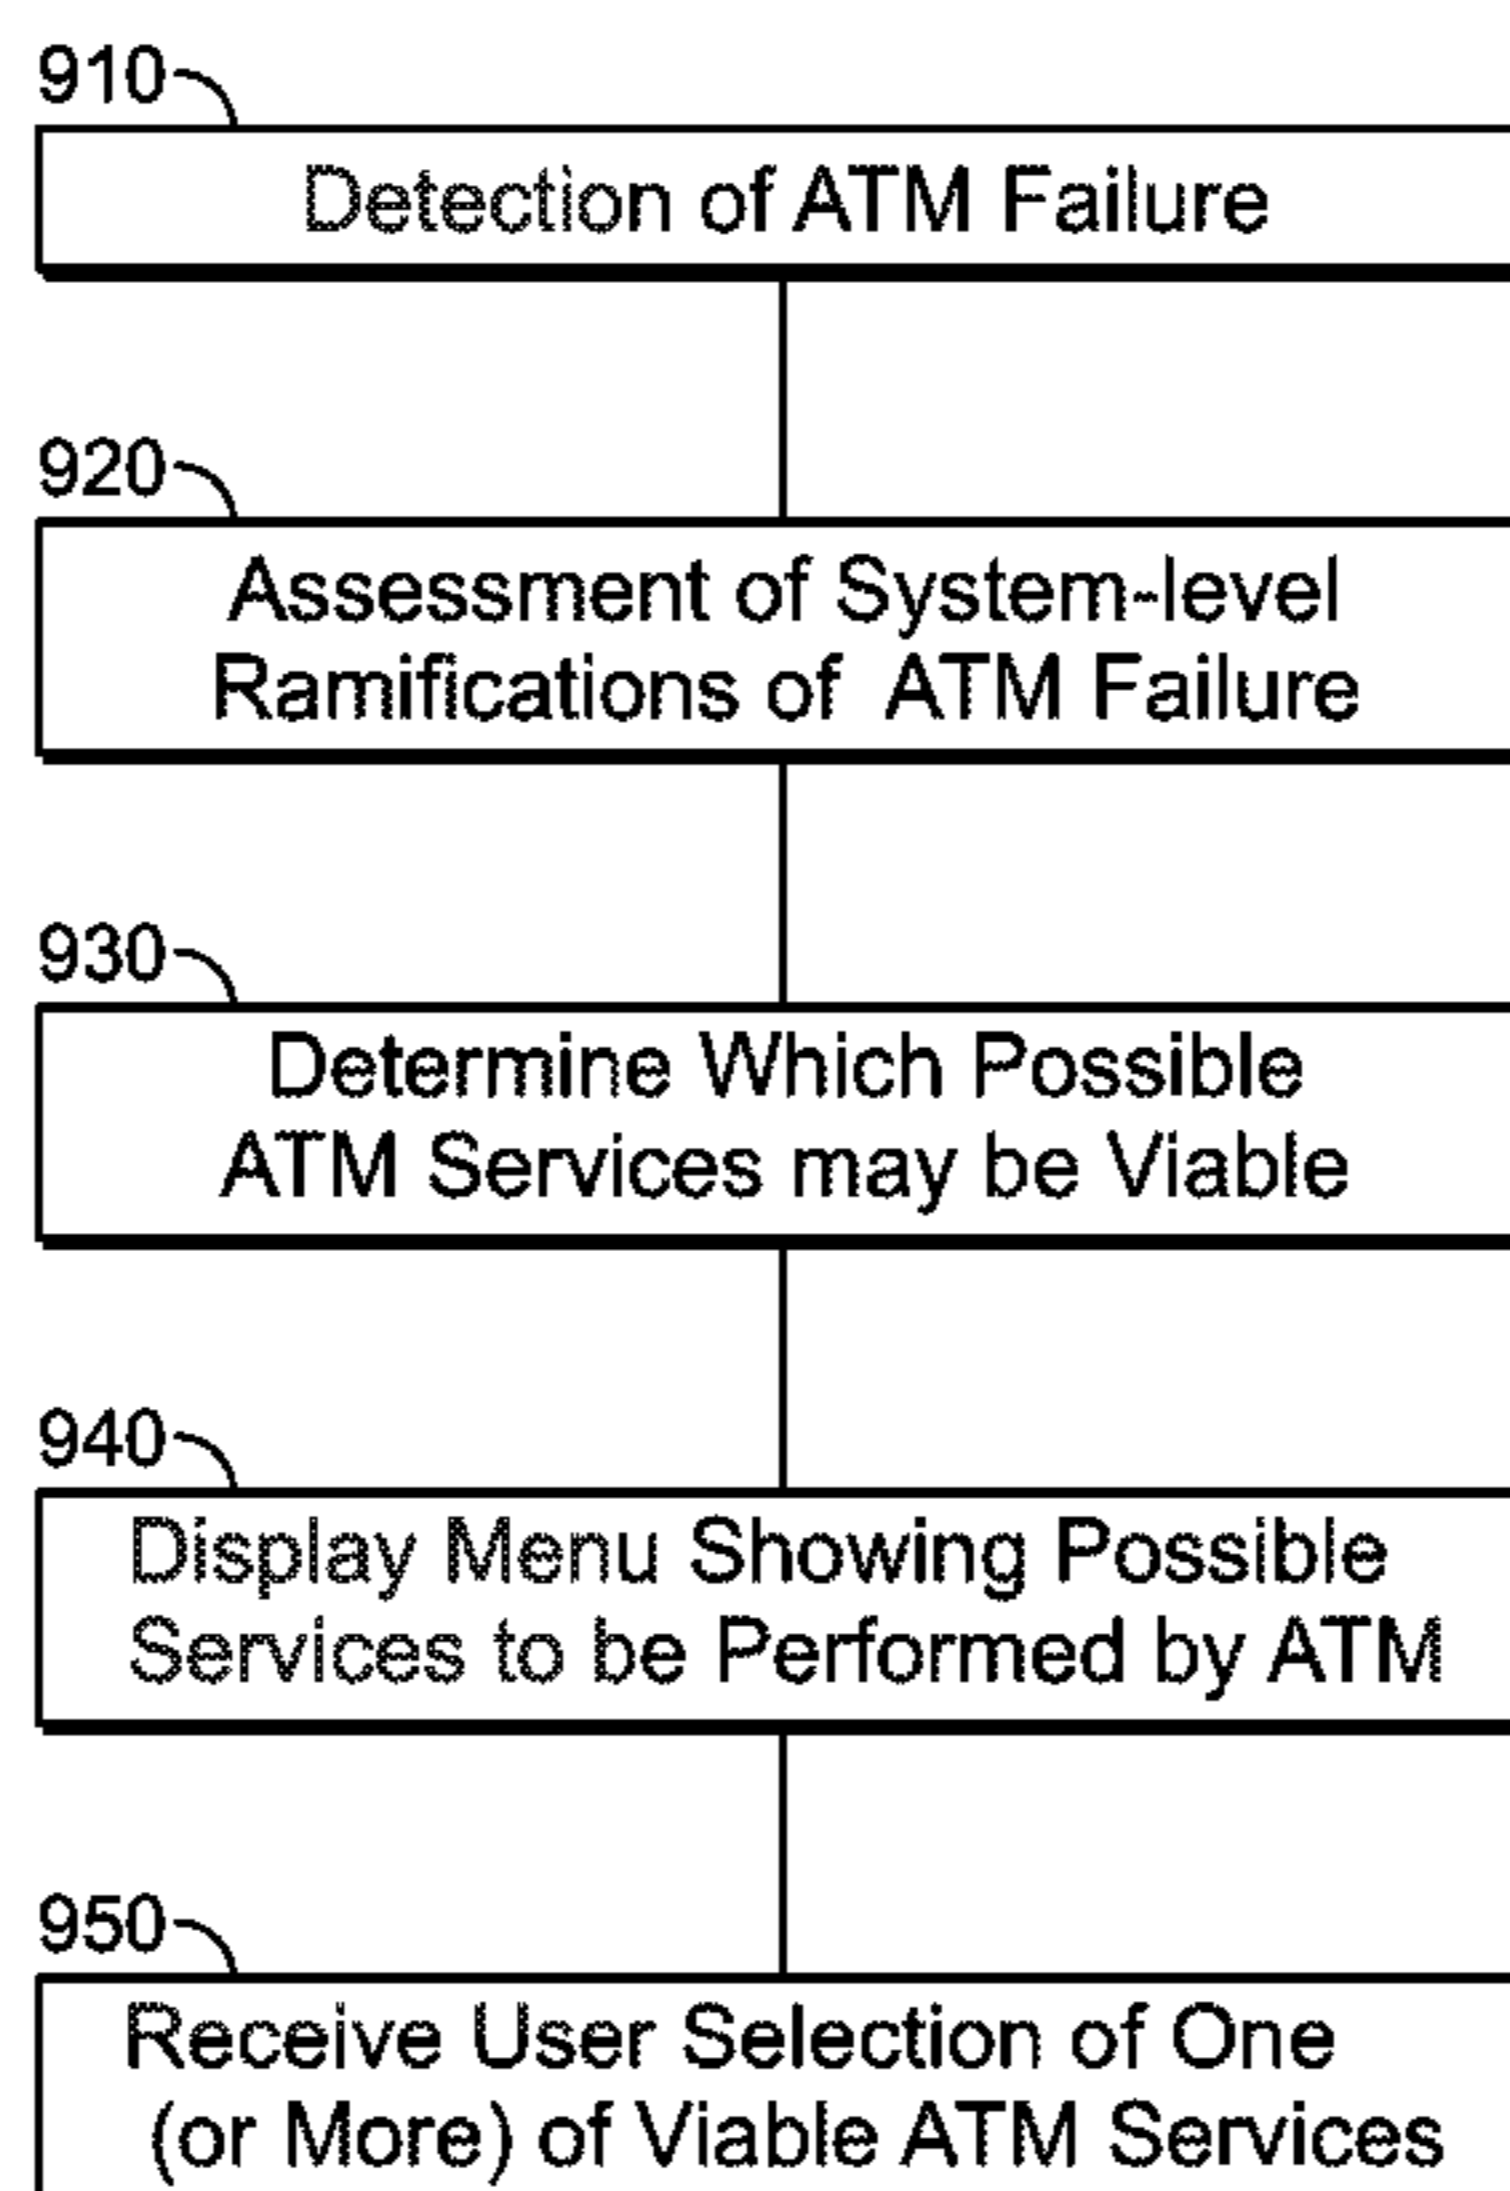 910
Detection of ATM Failure
920
Assessment of System-level
Ramifications of ATM Failure
930
Determine Which Possible
ATM Services may be Viable
940
Display Menu Showing Possible
Services to be Performed by ATM
950
Receive User Selection of One
(or More) of Viable ATM Services